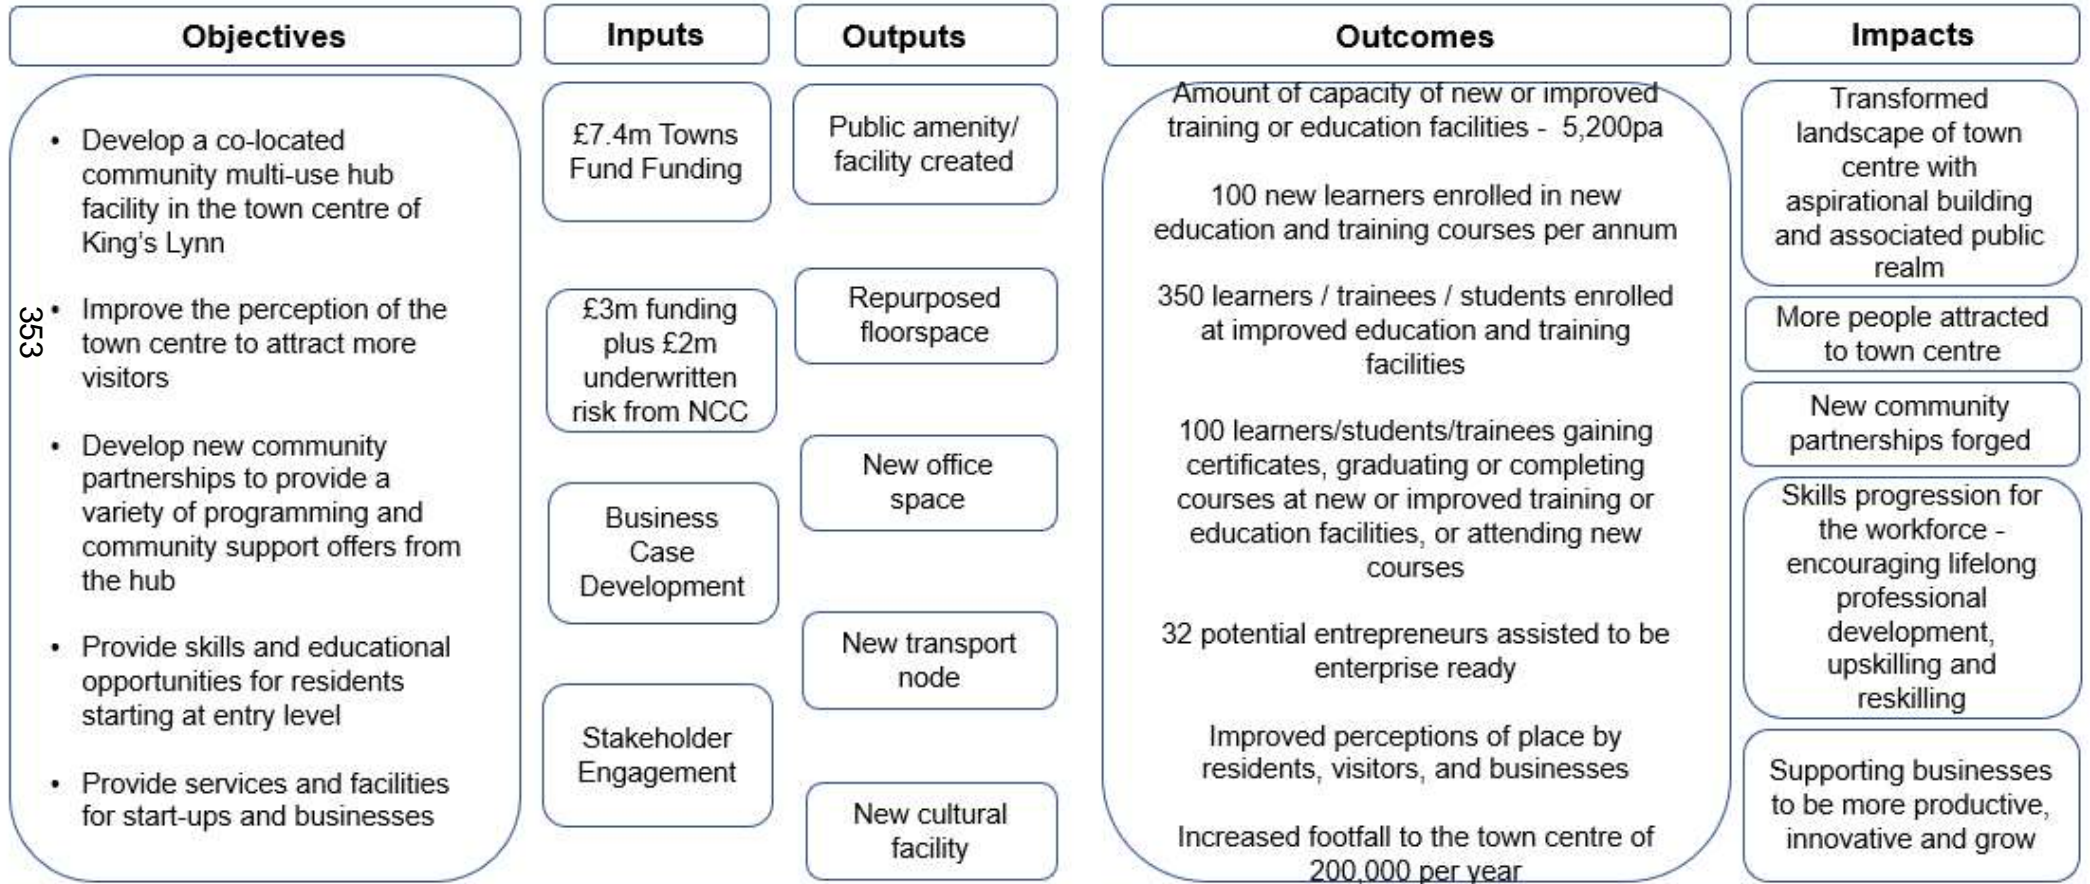 Objectives
• Develop a co-located
community multi-use hub
facility in the town centre of
King's Lynn
• Improve the perception of the
town centre to attract more
visitors
• Develop new community
partnerships to provide a
variety of programming and
community support offers from
the hub
• Provide skills and educational
opportunities for residents
starting at entry level
• Provide services and facilities
for start-ups and businesses
353
Inputs
£7.4m Towns
Fund Funding
£3m funding
plus £2m
underwritten
risk from NCC
Business
Case
Development
Stakeholder
Engagement
Outputs
Public amenity/
facility created
Repurposed
floorspace
New office
space
New transport
node
New cultural
facility
Outcomes
Amount of capacity of new or improved
training or education facilities - 5,200pa
100 new learners enrolled in new
education and training courses per annum
350 learners / trainees / students enrolled
at improved education and training
facilities
100 learners/students/trainees gaining
certificates, graduating or completing
courses at new or improved training or
education facilities, or attending new
courses
32 potential entrepreneurs assisted to be
enterprise ready
Improved perceptions of place by
residents, visitors, and businesses
Increased footfall to the town centre of
200,000 per year
Impacts
Transformed
landscape of town
centre with
aspirational building
and associated public
realm
More people attracted
to town centre
New community
partnerships forged
Skills progression for
the workforce -
encouraging lifelong
professional
development,
upskilling and
reskilling
Supporting businesses
to be more productive,
innovative and grow